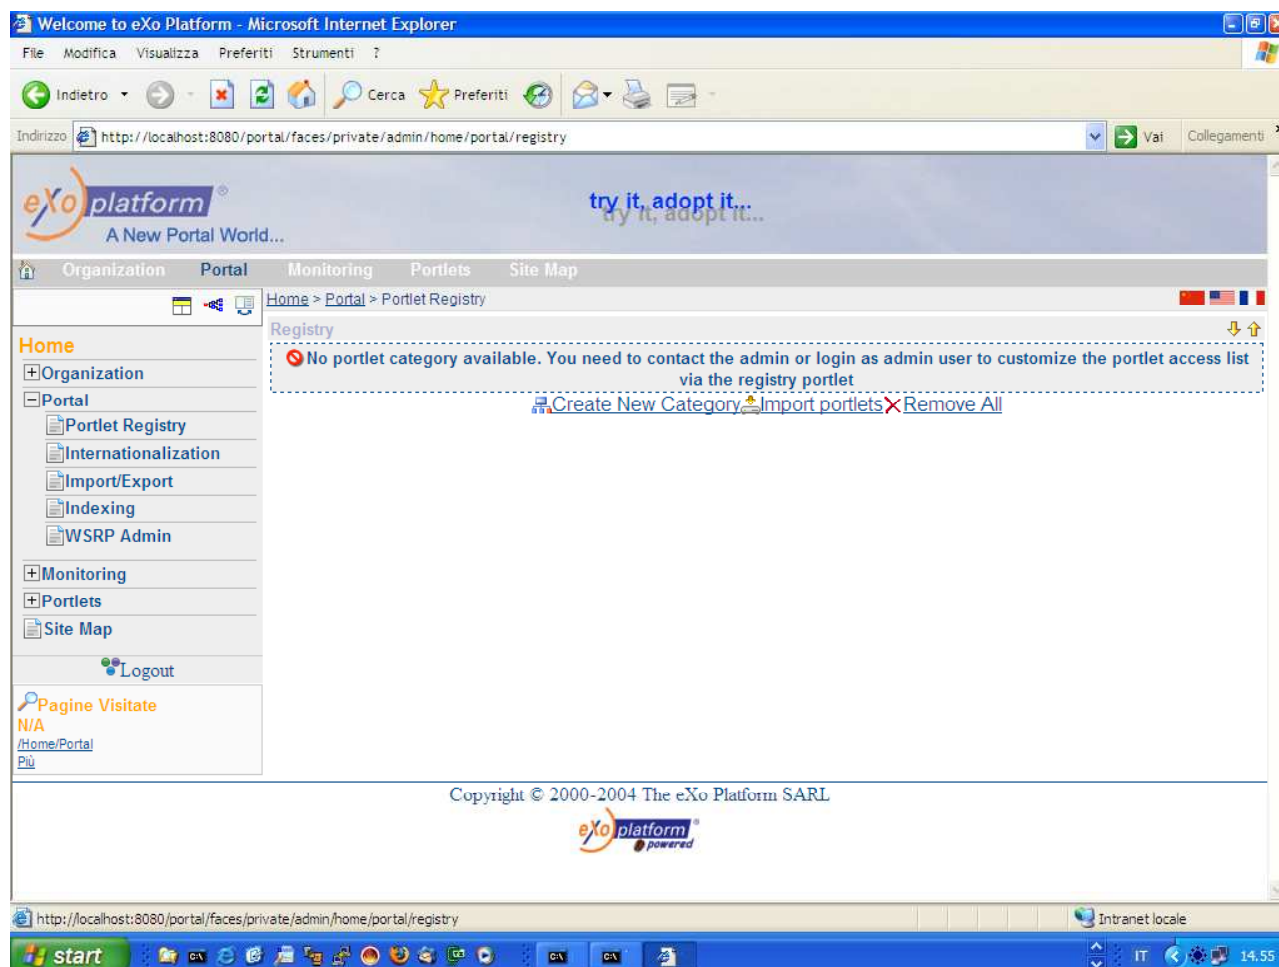 Welcome to eXo Platform - Microsoft Internet Explorer
File Modifica Visualizza Preferiti Strumenti ?
Indietro Cerca Preferiti
Indirizzo http://localhost:8080/portal/faces/private/admin/home/portal/registry Vai Collegamenti
eXo platform ®
A New Portal World...
try it, adopt it...
Organization Portal Monitoring Portlets Site Map
Home > Portal > Portlet Registry
Registry
No portlet category available. You need to contact the admin or login as admin user to customize the portlet access list
via the registry portlet
Create New Category Import portlets Remove All
Home
Organization
Portal
Portlet Registry
Internationalization
Import/Export
Indexing
WSRP Admin
Monitoring
Portlets
Site Map
Logout
Pagine Visitate
N/A
/Home/Portal
Più
Copyright © 2000-2004 The eXo Platform SARL
eXo platform ®
powered
http://localhost:8080/portal/faces/private/admin/home/portal/registry Intranet locale
start IT 14.55